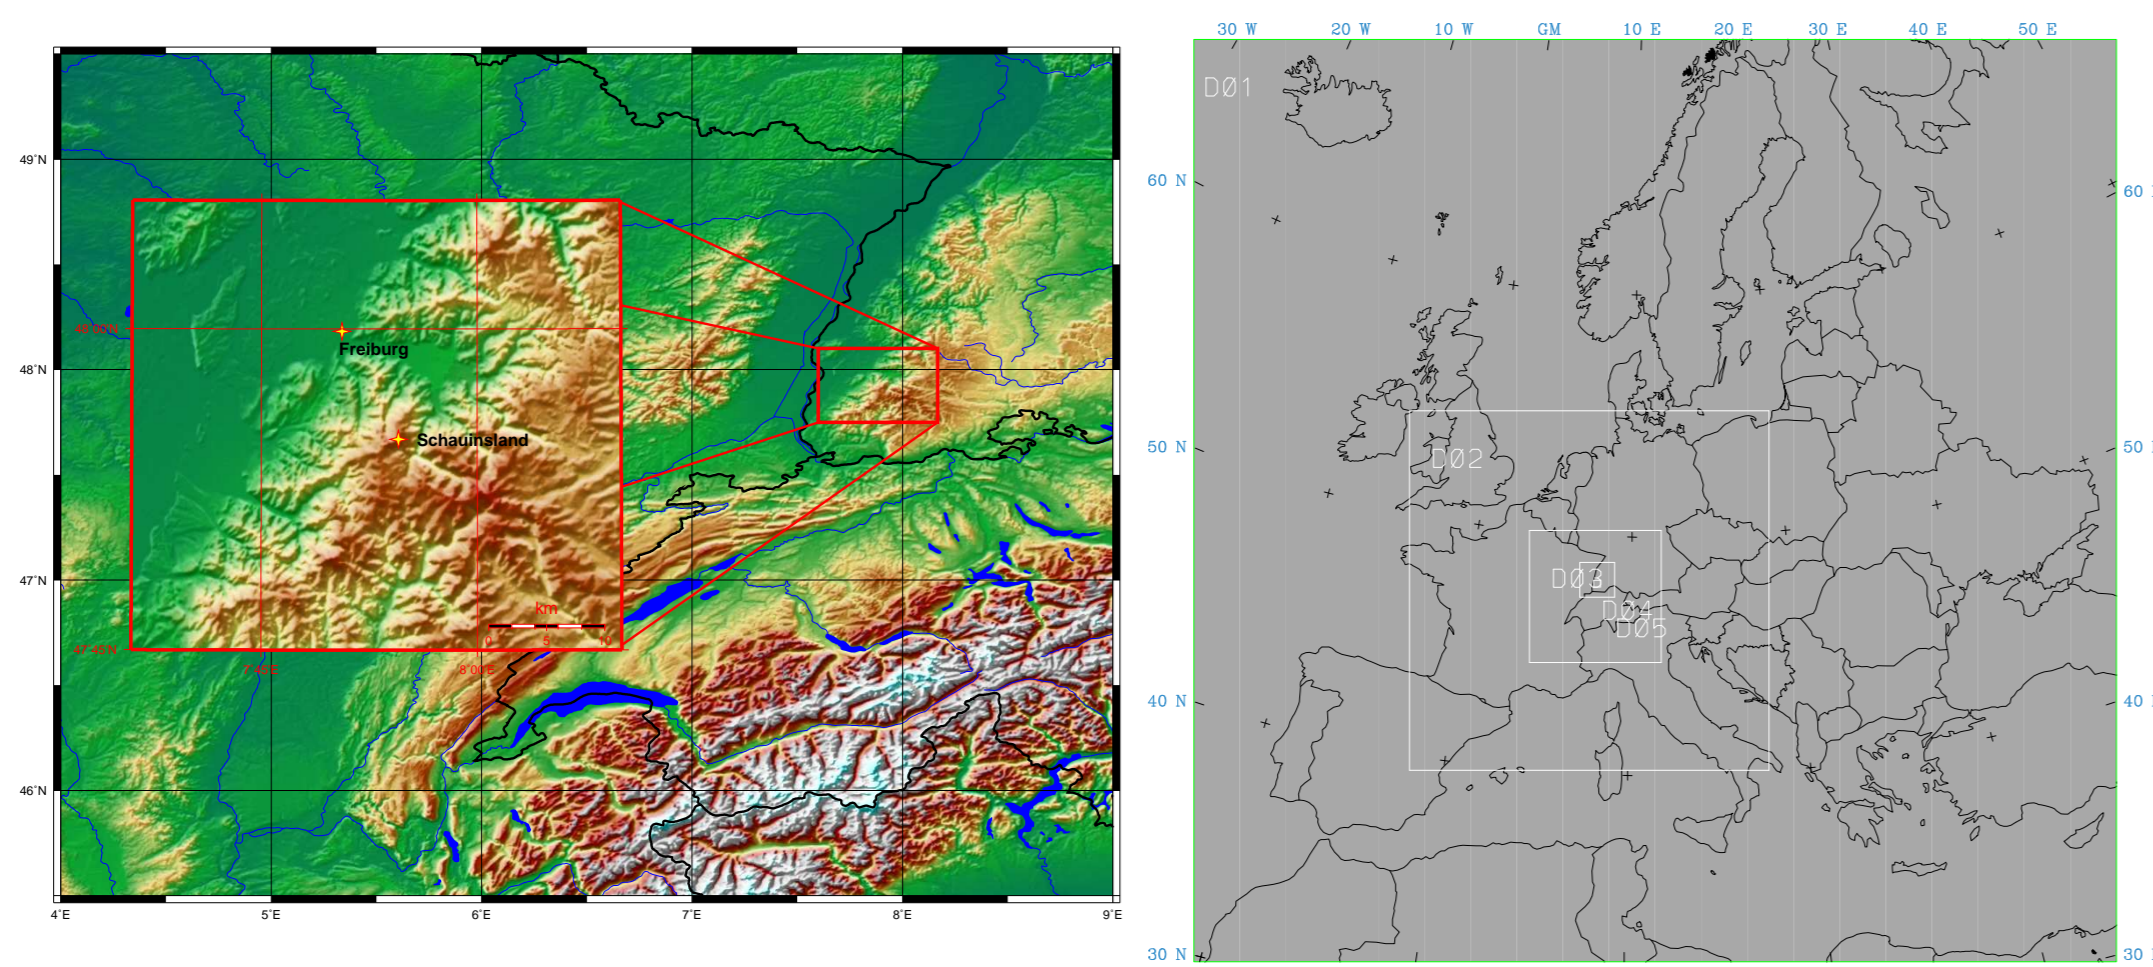 49°N
48°N
47°N
46°N
4°E
5°E
6°E
7°E
8°E
9°E
48°00'N
47°45'N
7°45'E
8°00'E
Freiburg
Schauinsland
km
0
5
10
30 W
20 W
10 W
GM
10 E
20 E
30 E
40 E
50 E
60 N
50 N
40 N
30 N
60
50
40
30
D01
D02
D03
D04
D05